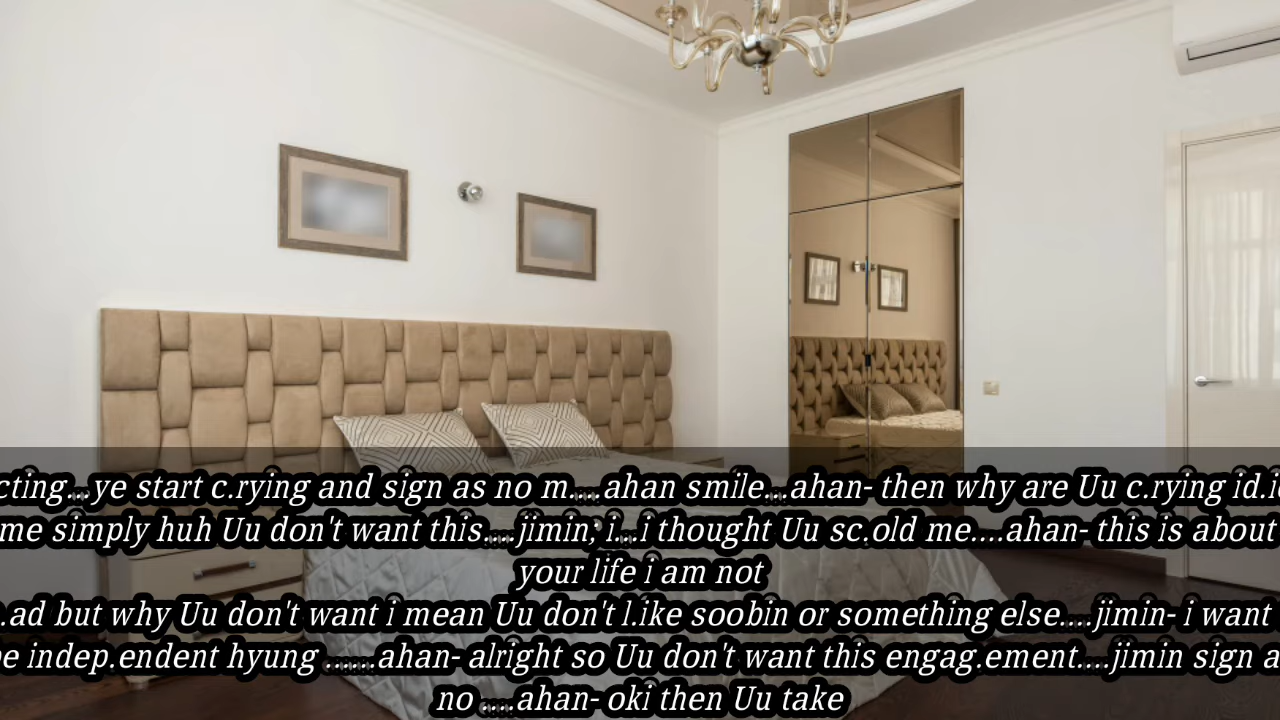 cting...ye start c.rying and sign as no m....ahan smile...ahan- then why are Uu c.rying id.i
me simply huh Uu don't want this....jimin; i...i thought Uu sc.old me....ahan- this is about
your life i am not
.ad but why Uu don't want i mean Uu don't l.ike soobin or something else....jimin- i want
e indep.endent hyung ......ahan- alright so Uu don't want this engag.ement....jimin sign a
no ....ahan- oki then Uu take